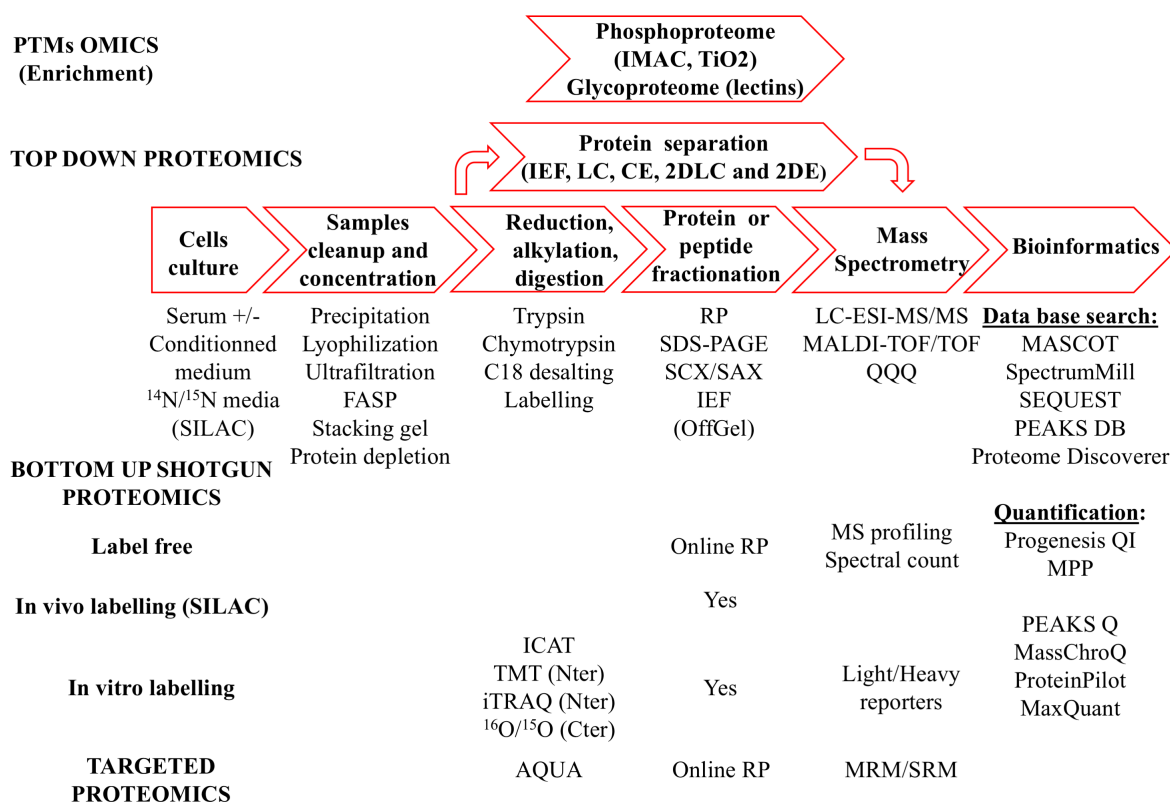 PTMs OMICS
(Enrichment)
Phosphoproteome
(IMAC, TiO2)
Glycoproteome (lectins)
TOP DOWN PROTEOMICS
Protein separation
(IEF, LC, CE, 2DLC and 2DE)
Cells
culture
Samples
cleanup and
concentration
Reduction,
alkylation,
digestion
Protein or
peptide
fractionation
Mass
Spectrometry
Bioinformatics
Serum +/-
Conditionned
medium
¹⁴N/¹⁵N media
(SILAC)
Precipitation
Lyophilization
Ultrafiltration
FASP
Stacking gel
Protein depletion
Trypsin
Chymotrypsin
C18 desalting
Labelling
RP
SDS-PAGE
SCX/SAX
IEF
(OffGel)
LC-ESI-MS/MS
MALDI-TOF/TOF
QQQ
Data base search:
MASCOT
SpectrumMill
SEQUEST
PEAKS DB
Proteome Discoverer
BOTTOM UP SHOTGUN
PROTEOMICS
Quantification:
Label free
Online RP
MS profiling
Spectral count
Progenesis QI
MPP
In vivo labelling (SILAC)
Yes
In vitro labelling
ICAT
TMT (Nter)
iTRAQ (Nter)
¹⁶O/¹⁵O (Cter)
Yes
Light/Heavy
reporters
PEAKS Q
MassChroQ
ProteinPilot
MaxQuant
TARGETED
PROTEOMICS
AQUA
Online RP
MRM/SRM